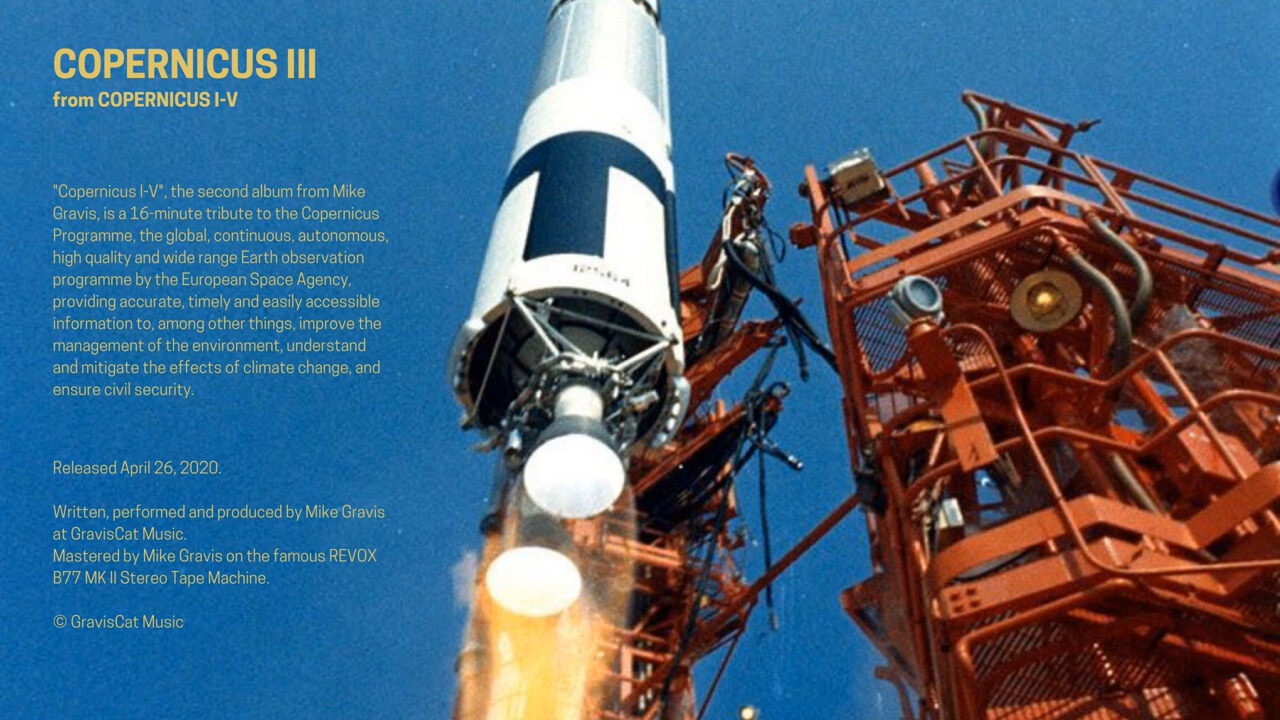 COPERNICUS III
from COPERNICUS I-V
"Copernicus I-V", the second album from Mike
Gravis, is a 16-minute tribute to the Copernicus
Programme, the global, continuous, autonomous,
high quality and wide range Earth observation
programme by the European Space Agency,
providing accurate, timely and easily accessible
information to, among other things, improve the
management of the environment, understand
and mitigate the effects of climate change, and
ensure civil security.
Released April 26, 2020.
Written, performed and produced by Mike Gravis
at GravisCat Music.
Mastered by Mike Gravis on the famous REVOX
B77 MK II Stereo Tape Machine.
© GravisCat Music